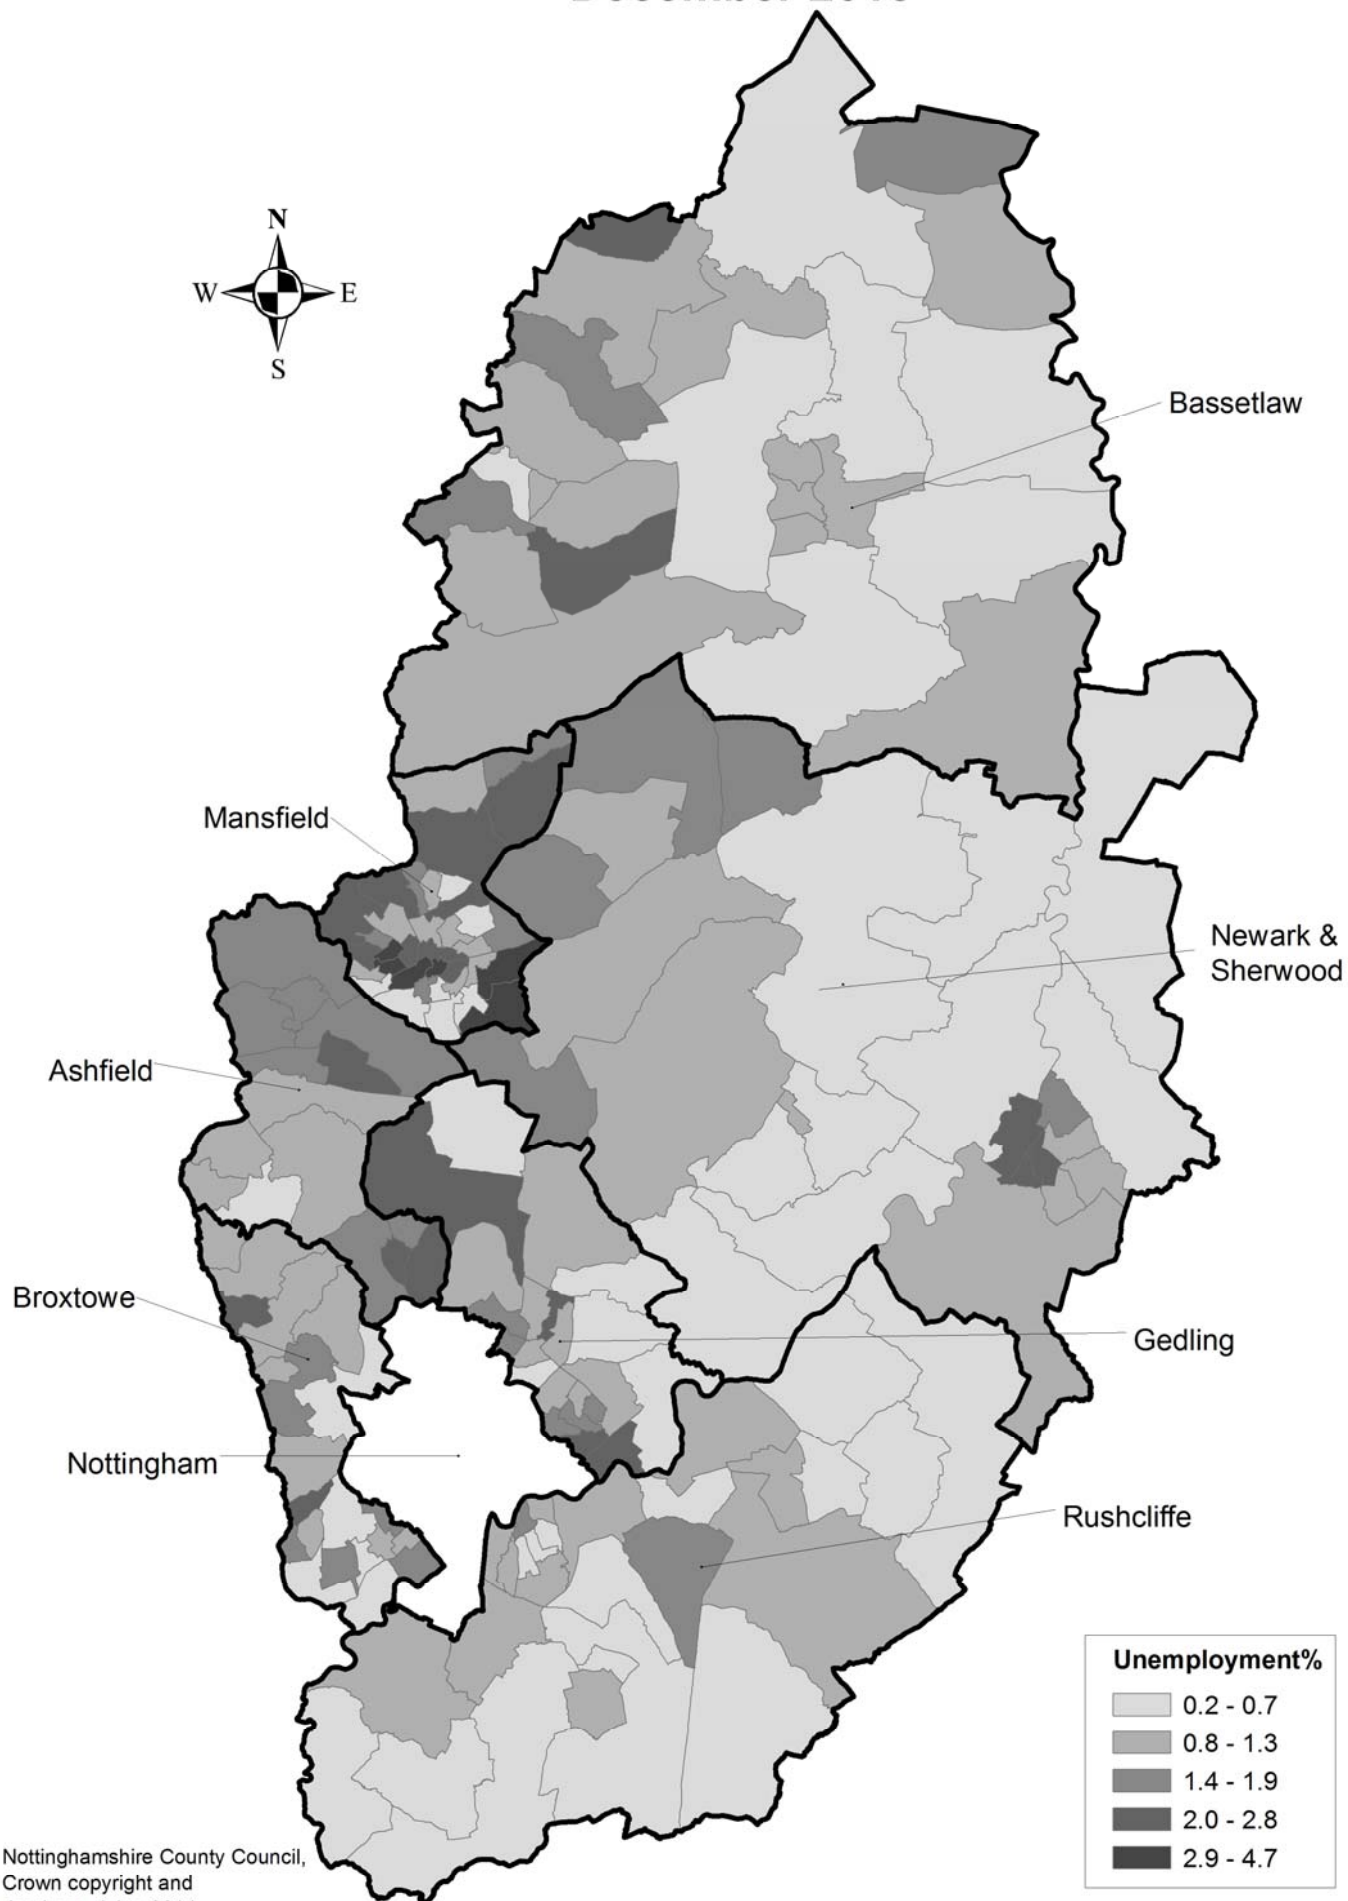 N
W E
S
Bassetlaw
Mansfield
Newark &
Sherwood
Ashfield
Broxtowe
Gedling
Nottingham
Rushcliffe
Unemployment%
0.2 - 0.7
0.8 - 1.3
1.4 - 1.9
2.0 - 2.8
2.9 - 4.7
Nottinghamshire County Council,
Crown copyright and